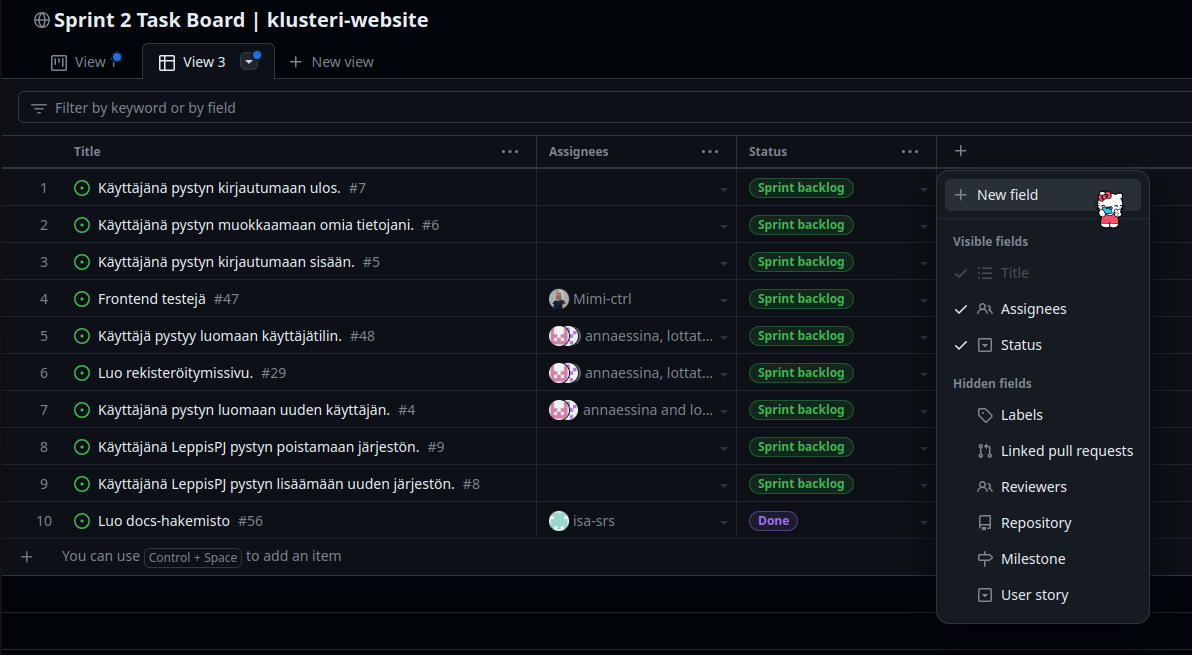 Sprint 2 Task Board | klusteri-website
View 1
View 3
New view
Filter by keyword or by field
Title
Assignees
Status
1 Käyttäjänä pystyn kirjautumaan ulos. #7 Sprint backlog
2 Käyttäjänä pystyn muokkaamaan omia tietojani. #6 Sprint backlog
3 Käyttäjänä pystyn kirjautumaan sisään. #5 Sprint backlog
4 Frontend testejä #47 Mimi-ctrl Sprint backlog
5 Käyttäjä pystyy luomaan käyttäjätilin. #48 annaessina, lottat... Sprint backlog
6 Luo rekisteröitymissivu. #29 annaessina, lottat... Sprint backlog
7 Käyttäjänä pystyn luomaan uuden käyttäjän. #4 annaessina and lo... Sprint backlog
8 Käyttäjänä LeppisPJ pystyn poistamaan järjestön. #9 Sprint backlog
9 Käyttäjänä LeppisPJ pystyn lisäämään uuden järjestön. #8 Sprint backlog
10 Luo docs-hakemisto #56 isa-srs Done
You can use Control + Space to add an item
New field
Visible fields
Title
Assignees
Status
Hidden fields
Labels
Linked pull requests
Reviewers
Repository
Milestone
User story